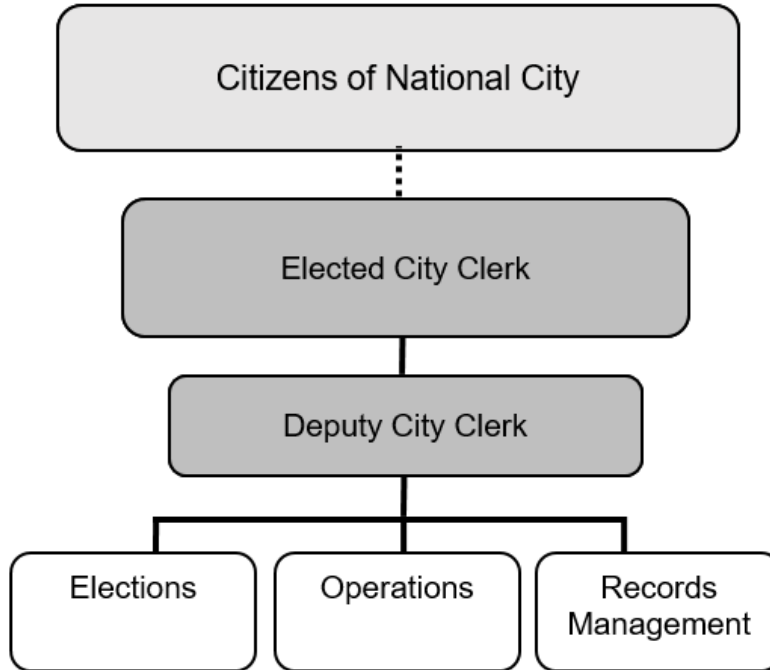 Citizens of National City
Elected City Clerk
Deputy City Clerk
Elections
Operations
Records
Management